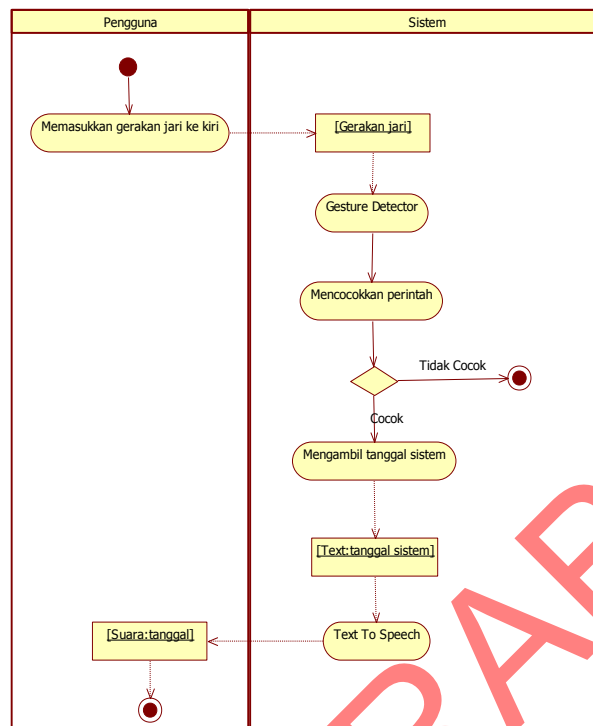 Pengguna
Sistem
Memasukkan gerakan jari ke kiri
[Gerakan jari]
Gesture Detector
Mencocokkan perintah
Tidak Cocok
Cocok
Mengambil tanggal sistem
[Text:tanggal sistem]
Text To Speech
[Suara:tanggal]